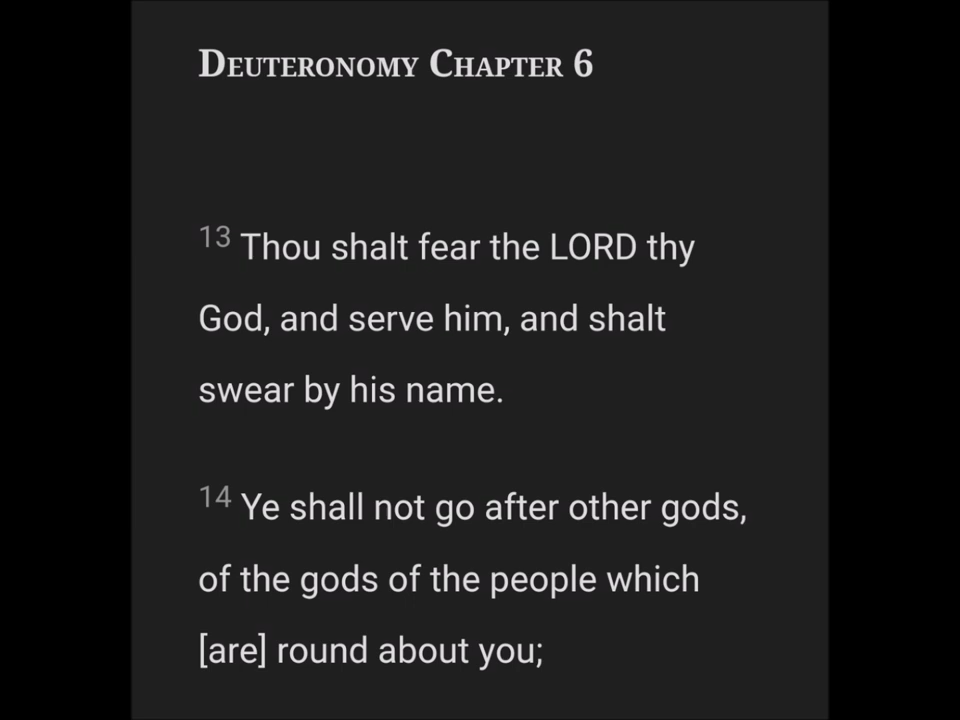 Deuteronomy Chapter 6
13 Thou shalt fear the LORD thy
God, and serve him, and shalt
swear by his name.
14 Ye shall not go after other gods,
of the gods of the people which
[are] round about you;